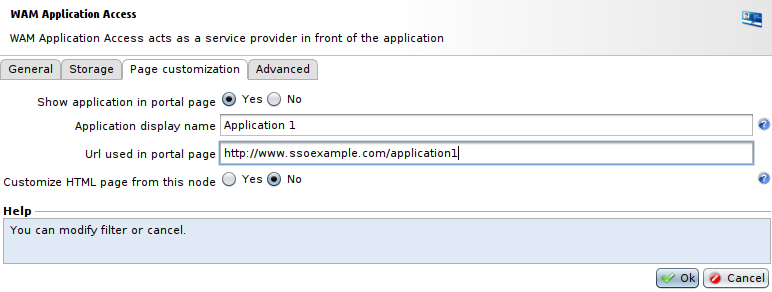 WAM Application Access
WAM Application Access acts as a service provider in front of the application
General Storage Page customization Advanced
Show application in portal page Yes No
Application display name Application 1
Url used in portal page http://www.ssoexample.com/application1
Customize HTML page from this node Yes No
Help
You can modify filter or cancel.
Ok Cancel